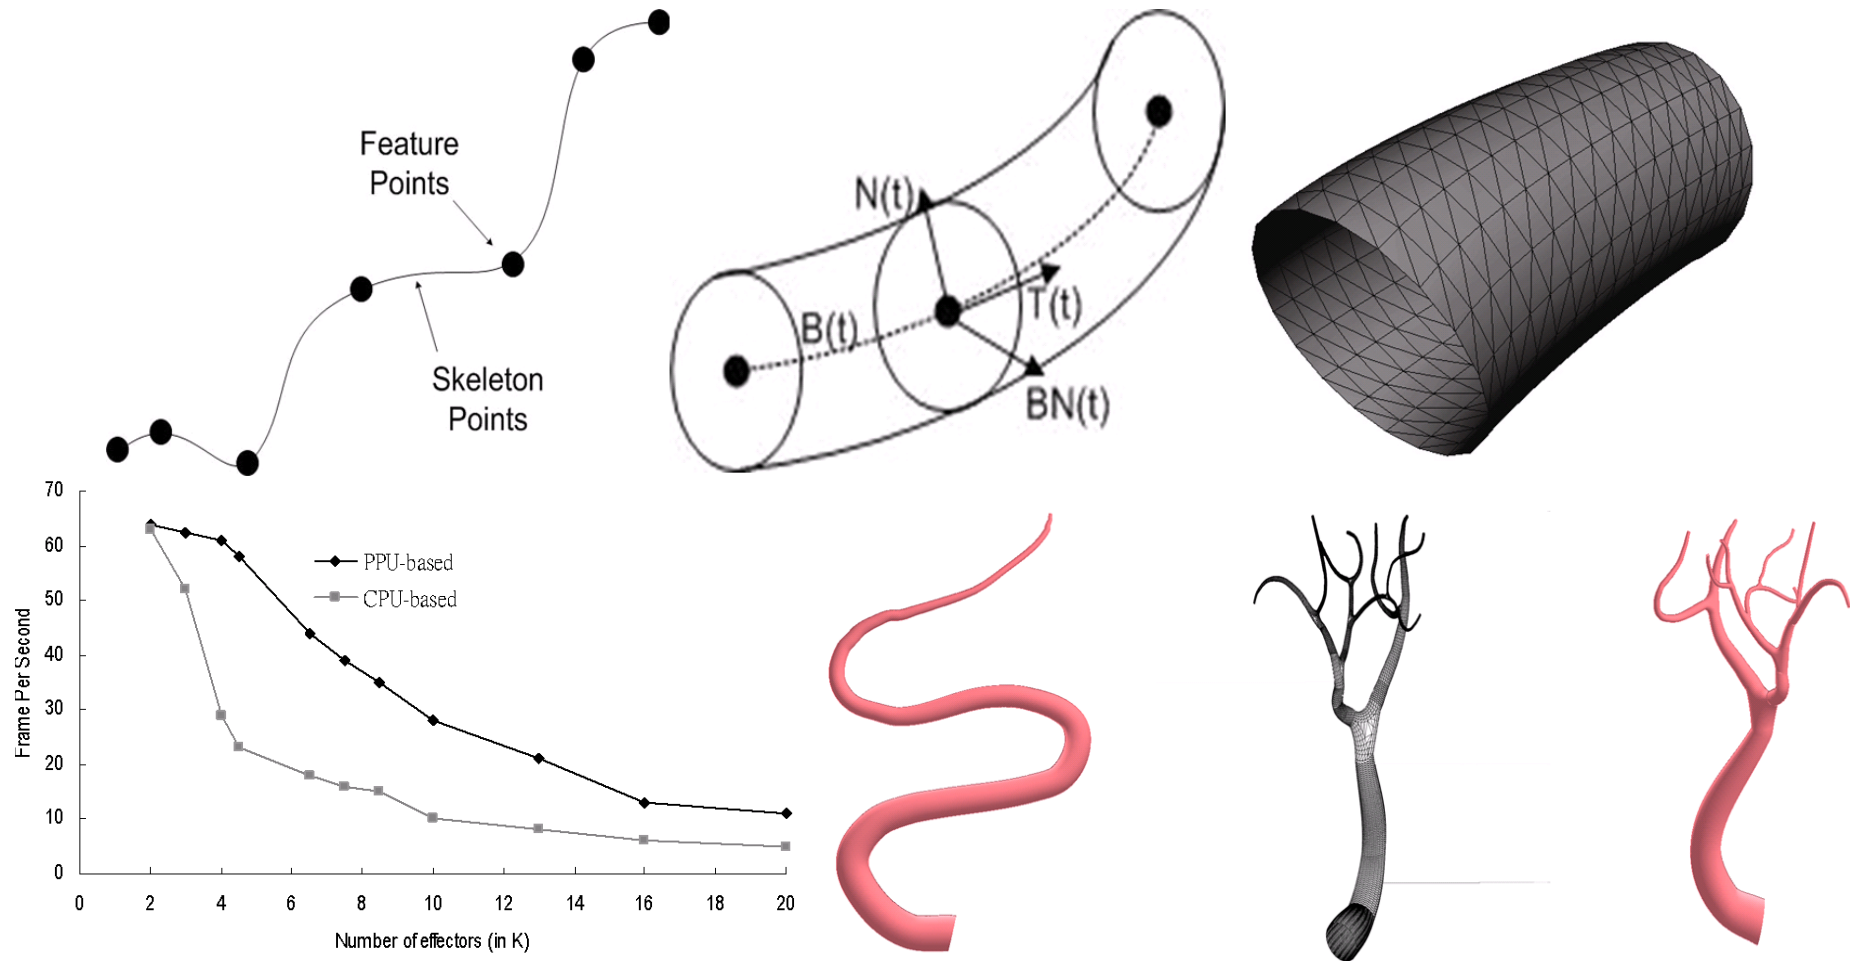 Feature
Points
Skeleton
Points
N(t)
B(t)
T(t)
BN(t)
70
60
50
40
30
20
10
0
Frame Per Second
PPU-based
CPU-based
0 2 4 6 8 10 12 14 16 18 20
Number of effectors (in K)